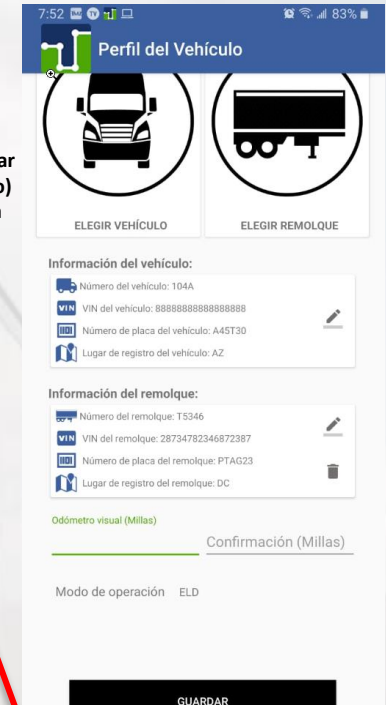 7:52
83%
Perfil del Vehículo
ar
o)
ELEGIR VEHÍCULO
ELEGIR REMOLQUE
Información del vehículo:
Número del vehículo: 104A
VIN VIN del vehículo: 88888888888888888
Número de placa del vehículo: A45T30
Lugar de registro del vehículo: AZ
Información del remolque:
Número del remolque: T5346
VIN VIN del remolque: 28734782346872387
Número de placa del remolque: PTAG23
Lugar de registro del remolque: DC
Odómetro visual (Millas)
Confirmación (Millas)
Modo de operación ELD
GUARDAR